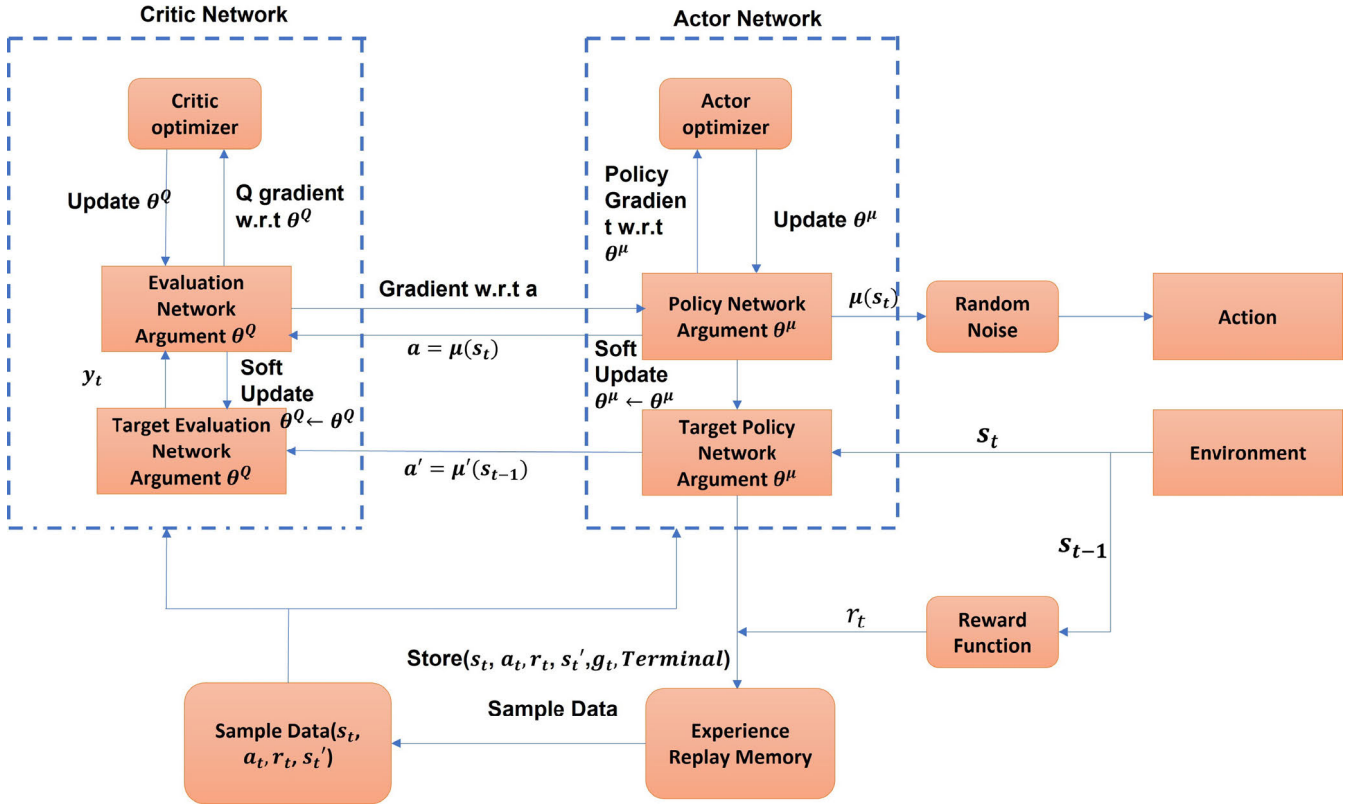 Critic Network
Actor Network
Critic
optimizer
Actor
optimizer
Update θ^Q
Q gradient
w.r.t θ^Q
Policy
Gradien
t w.r.t
θ^μ
Update θ^μ
Evaluation
Network
Argument θ^Q
Gradient w.r.t a
a = μ(s_t)
Policy Network
Argument θ^μ
μ(s_t)
Random
Noise
Action
y_t
Soft
Update
θ^Q ← θ^Q
Soft
Update
θ^μ ← θ^μ
Target Evaluation
Network
Argument θ^Q
a′ = μ′(s_{t−1})
Target Policy
Network
Argument θ^μ
s_t
Environment
s_{t−1}
r_t
Reward
Function
Store(s_t, a_t, r_t, s_t′, g_t, Terminal)
Sample Data
Sample Data(s_t,
a_t, r_t, s_t′)
Experience
Replay Memory